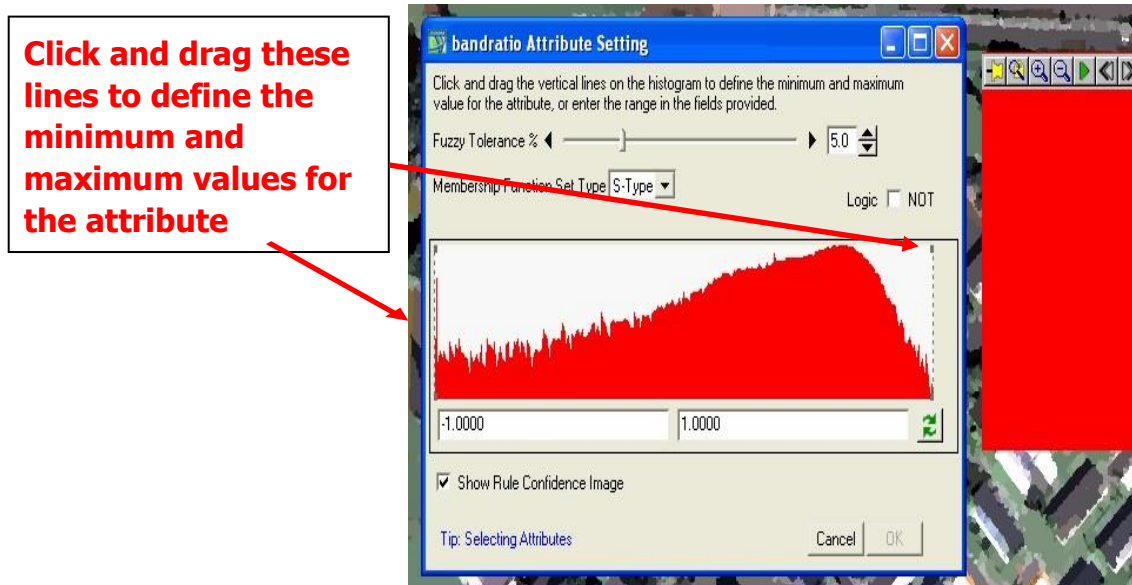 Click and drag these
lines to define the
minimum and
maximum values for
the attribute
bandratio Attribute Setting
Click and drag the vertical lines on the histogram to define the minimum and maximum
value for the attribute, or enter the range in the fields provided.
Fuzzy Tolerance % 5.0
Membership Function Set Type S-Type
Logic NOT
-1.0000 1.0000
Show Rule Confidence Image
Tip: Selecting Attributes Cancel OK